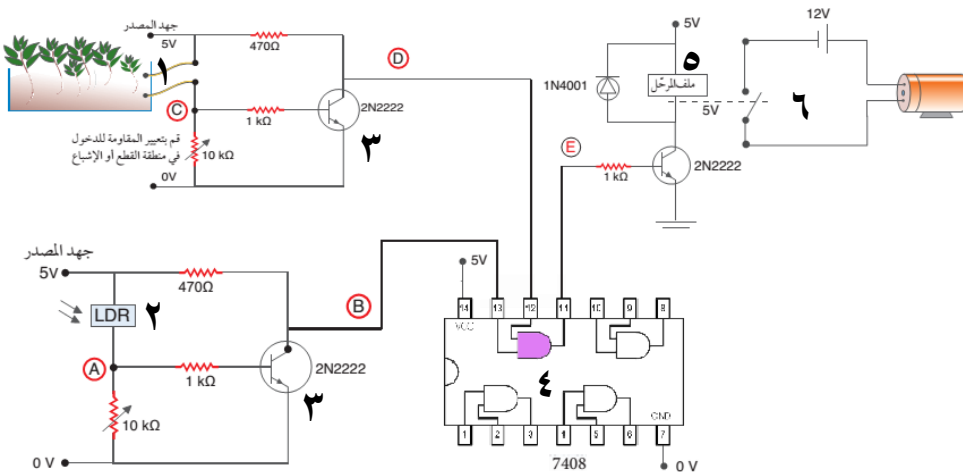 جهد المصدر
5V
470Ω
١
C
1 kΩ
2N2222
٣
D
قم بتعيير المقاومة للدخول
في منطقة القطع أو الإشباع
10 kΩ
0V
5V
1N4001
٥
ملف المرحّل
5V
12V
٦
E
1 kΩ
2N2222
جهد المصدر
5V
470Ω
LDR
٢
A
1 kΩ
2N2222
٣
10 kΩ
0 V
B
5V
14 13 12 11 10 9 8
VCC
٤
GND
1 2 3 4 5 6 7
7408
0 V